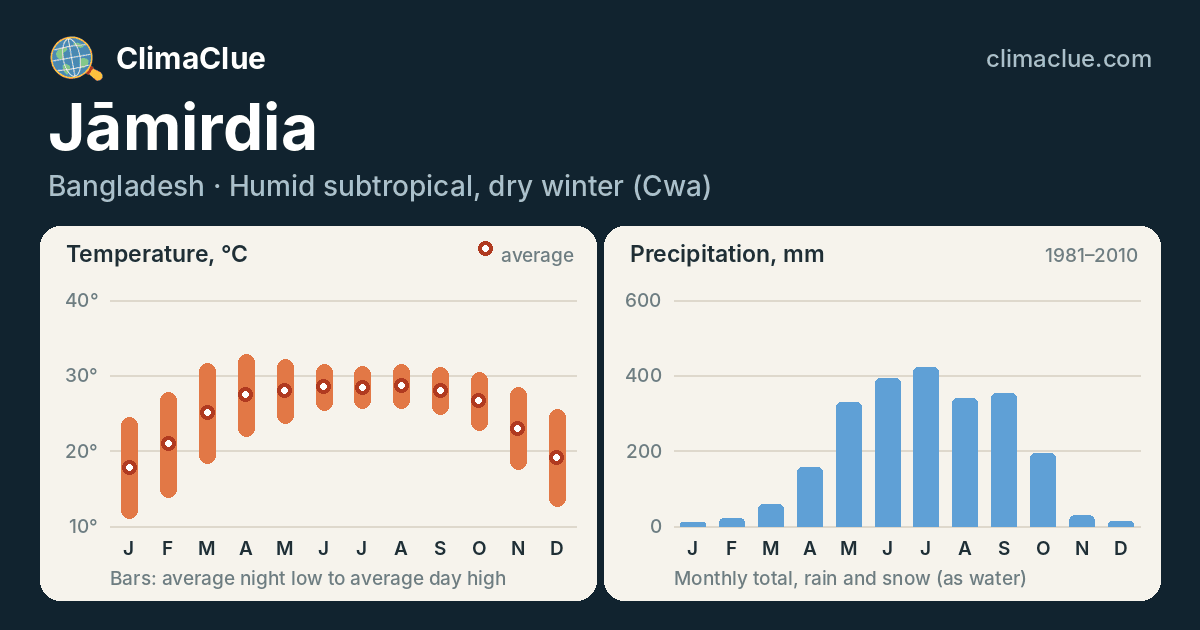 ClimaClue
climaclue.com
Jāmirdia
Bangladesh · Humid subtropical, dry winter (Cwa)
Temperature, °C
average
40°
30°
20°
10°
J F M A M J J A S O N D
Bars: average night low to average day high
Precipitation, mm
1981–2010
600
400
200
0
J F M A M J J A S O N D
Monthly total, rain and snow (as water)